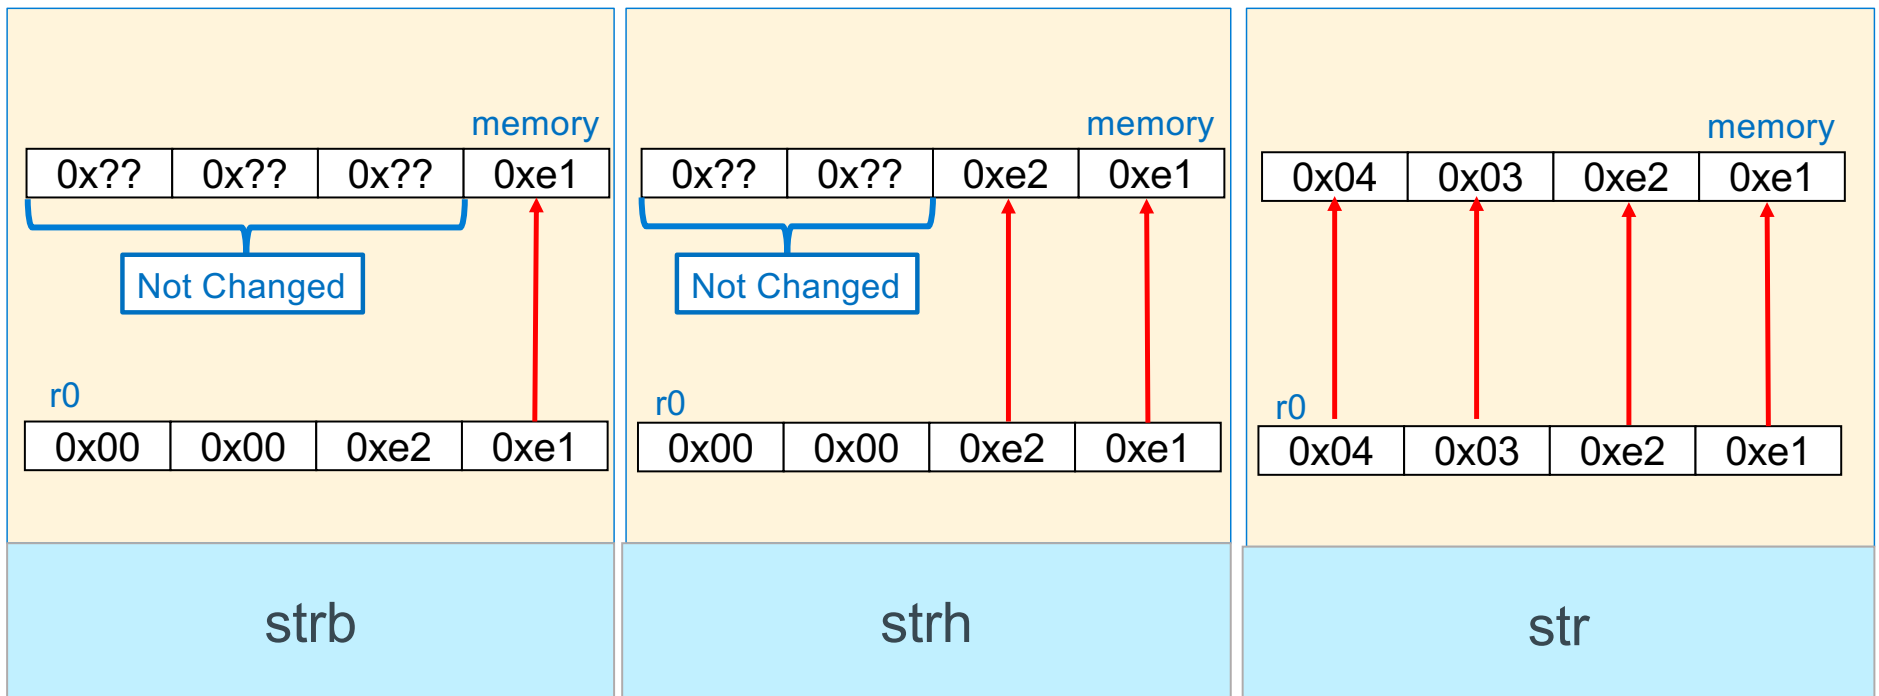 memory
0x?? 0x?? 0x?? 0xe1
Not Changed
r0
0x00 0x00 0xe2 0xe1
strb
memory
0x?? 0x?? 0xe2 0xe1
Not Changed
r0
0x00 0x00 0xe2 0xe1
strh
memory
0x04 0x03 0xe2 0xe1
r0
0x04 0x03 0xe2 0xe1
str